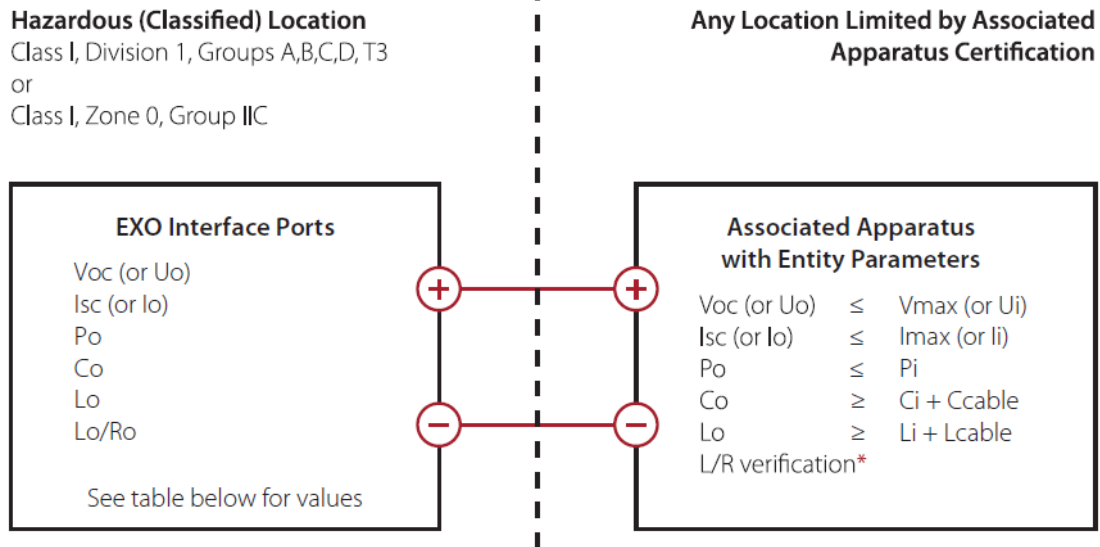 Hazardous (Classified) Location
Class I, Division 1, Groups A,B,C,D, T3
or
Class I, Zone 0, Group IIC
Any Location Limited by Associated
Apparatus Certification
EXO Interface Ports
Voc (or Uo)
Isc (or Io)
Po
Co
Lo
Lo/Ro
See table below for values
+
−
+
−
Associated Apparatus
with Entity Parameters
Voc (or Uo) ≤ Vmax (or Ui)
Isc (or Io) ≤ Imax (or Ii)
Po ≤ Pi
Co ≥ Ci + Ccable
Lo ≥ Li + Lcable
L/R verification*